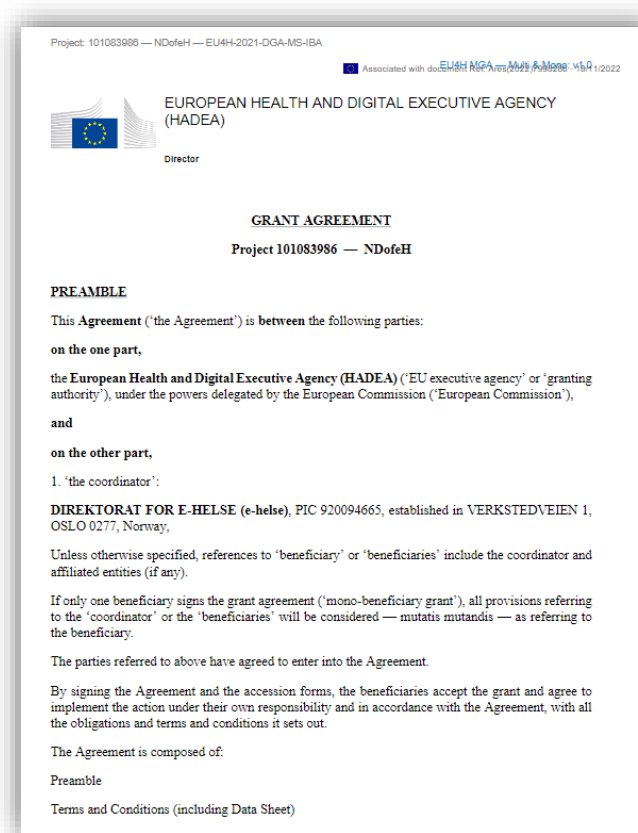 Project: 101083986 — NDofeH — EU4H-2021-DGA-MS-IBA
EU4H MGA — Multi & Mono: v1.0
Associated with document Ref. Ares(2022) - /11/2022
EUROPEAN HEALTH AND DIGITAL EXECUTIVE AGENCY
(HADEA)
Director
GRANT AGREEMENT
Project 101083986 — NDofeH
PREAMBLE
This Agreement (‘the Agreement’) is between the following parties:
on the one part,
the European Health and Digital Executive Agency (HADEA) (‘EU executive agency’ or ‘granting
authority’), under the powers delegated by the European Commission (‘European Commission’),
and
on the other part,
1. ‘the coordinator’:
DIREKTORAT FOR E-HELSE (e-helse), PIC 920094665, established in VERKSTEDVEIEN 1,
OSLO 0277, Norway,
Unless otherwise specified, references to ‘beneficiary’ or ‘beneficiaries’ include the coordinator and
affiliated entities (if any).
If only one beneficiary signs the grant agreement (‘mono-beneficiary grant’), all provisions referring
to the ‘coordinator’ or the ‘beneficiaries’ will be considered — mutatis mutandis — as referring to
the beneficiary.
The parties referred to above have agreed to enter into the Agreement.
By signing the Agreement and the accession forms, the beneficiaries accept the grant and agree to
implement the action under their own responsibility and in accordance with the Agreement, with all
the obligations and terms and conditions it sets out.
The Agreement is composed of:
Preamble
Terms and Conditions (including Data Sheet)